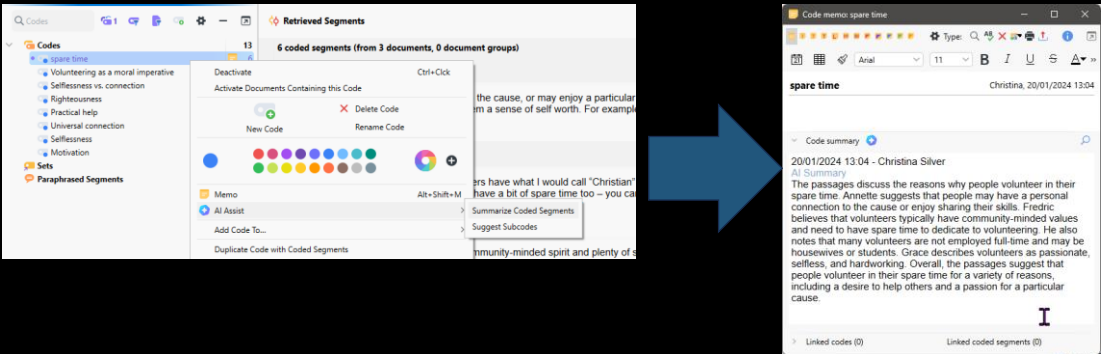 Codes
1
Retrieved Segments
Codes 13
spare time 6
Volunteering as a moral imperative
Selflessness vs. connection
Righteousness
Practical help
Universal connection
Selflessness
Motivation
Sets
Paraphrased Segments
6 coded segments (from 3 documents, 0 document groups)
the cause, or may enjoy a particular
em a sense of self worth. For example
ers have what I would call "Christian"
have a bit of spare time too – you ca
mmunity-minded spirit and plenty of s
Deactivate Ctrl+Clck
Activate Documents Containing this Code
New Code
Delete Code
Rename Code
Memo Alt+Shift+M
AI Assist
Add Code To...
Duplicate Code with Coded Segments
Summarize Coded Segments
Suggest Subcodes
Code memo: spare time
Type:
Arial 11 B I U S A
spare time Christina, 20/01/2024 13:04
Code summary
20/01/2024 13:04 - Christina Silver
AI Summary
The passages discuss the reasons why people volunteer in their
spare time. Annette suggests that people may have a personal
connection to the cause or enjoy sharing their skills. Fredric
believes that volunteers typically have community-minded values
and need to have spare time to dedicate to volunteering. He also
notes that many volunteers are not employed full-time and may be
housewives or students. Grace describes volunteers as passionate,
selfless, and hardworking. Overall, the passages suggest that
people volunteer in their spare time for a variety of reasons,
including a desire to help others and a passion for a particular
cause.
Linked codes (0) Linked coded segments (0)